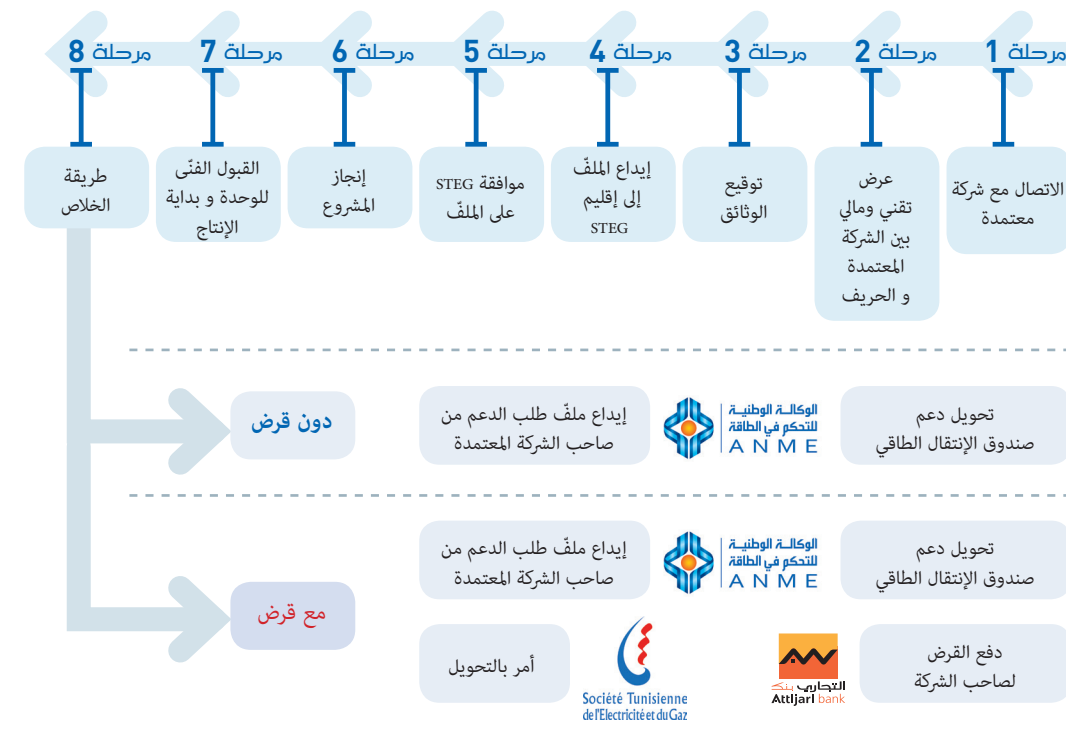 مرحلة 1
مرحلة 2
مرحلة 3
مرحلة 4
مرحلة 5
مرحلة 6
مرحلة 7
مرحلة 8
الاتصال مع شركة
معتمدة
عرض
تقني ومالي
بين الشركة
المعتمدة
و الحريف
توقيع
الوثائق
إيداع الملفّ
إلى إقليم
STEG
موافقة STEG
على الملفّ
إنجاز
المشروع
القبول الفنّى
للوحدة و بداية
الإنتاج
طريقة
الخلاص
دون قرض
إيداع ملفّ طلب الدعم من
صاحب الشركة المعتمدة
الوكالـة الوطنيـة
للتحكم في الطاقة
ANME
تحويل دعم
صندوق الإنتقال الطاقي
مع قرض
إيداع ملفّ طلب الدعم من
صاحب الشركة المعتمدة
الوكالـة الوطنيـة
للتحكم في الطاقة
ANME
تحويل دعم
صندوق الإنتقال الطاقي
أمر بالتحويل
Société Tunisienne
de l'Electricité et du Gaz
التجاري بنك
Attijari bank
دفع القرض
لصاحب الشركة